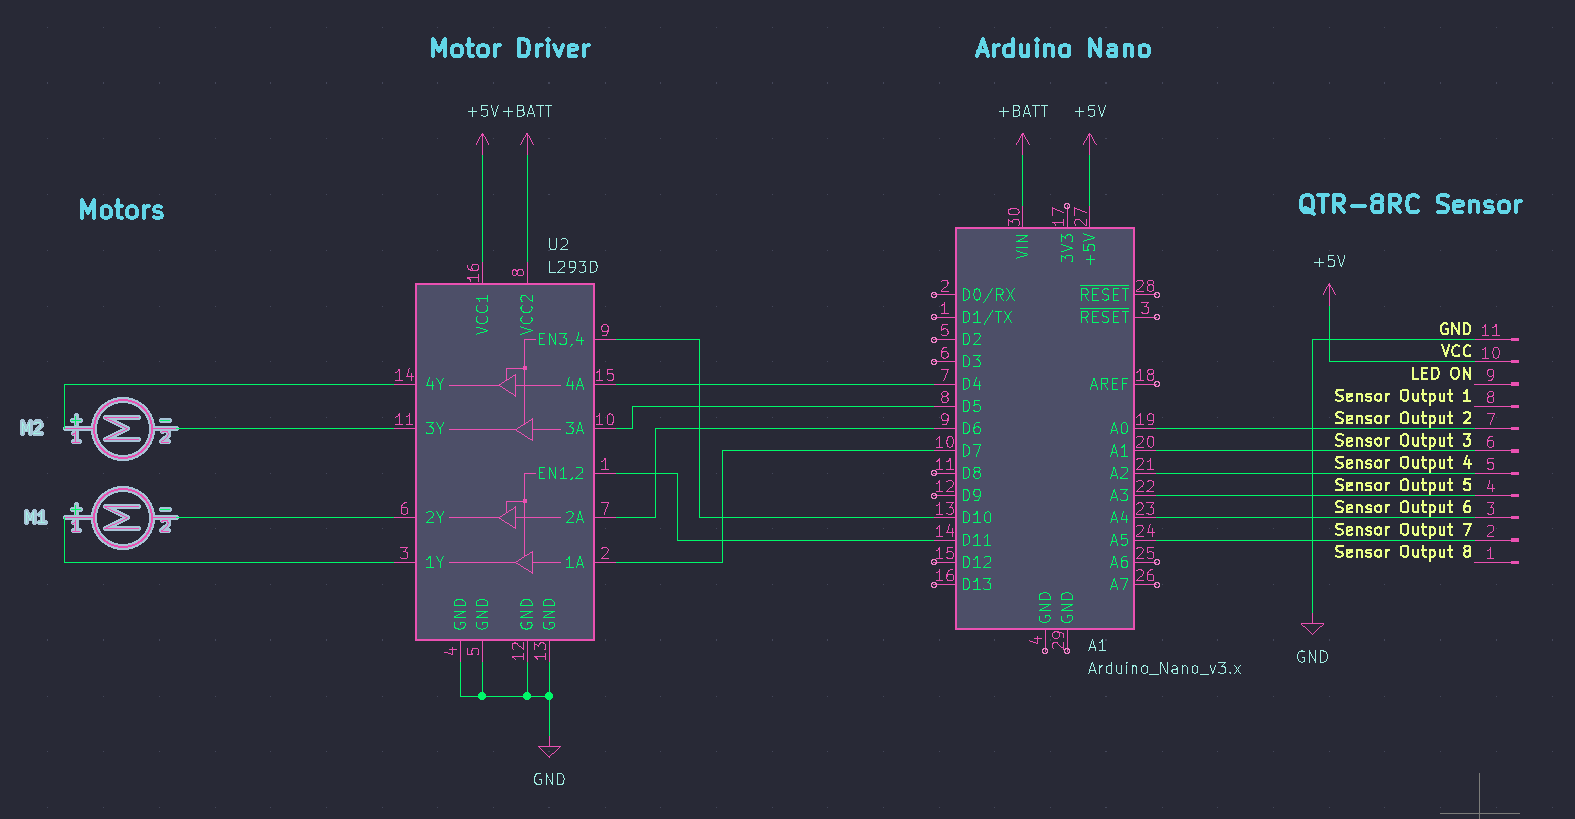 Motor Driver
Arduino Nano
+5V +BATT
+BATT +5V
Motors
QTR-8RC Sensor
U2
L293D
16
8
VCC1
VCC2
EN3,4 9
14 4Y 4A 15
11 3Y 3A 10
EN1,2 1
6 2Y 2A 7
3 1Y 1A 2
GND GND GND GND
4 5 12 13
GND
M2 + 1 M - 2
M1 + 1 M - 2
30 17 27
VIN 3V3 +5V
2 D0/RX RESET 28
1 D1/TX RESET 3
5 D2
6 D3
7 D4 AREF 18
8 D5
9 D6 A0 19
10 D7 A1 20
11 D8 A2 21
12 D9 A3 22
13 D10 A4 23
14 D11 A5 24
15 D12 A6 25
16 D13 A7 26
GND GND
4 29
A1
Arduino_Nano_v3.x
+5V
GND 11
VCC 10
LED ON 9
Sensor Output 1 8
Sensor Output 2 7
Sensor Output 3 6
Sensor Output 4 5
Sensor Output 5 4
Sensor Output 6 3
Sensor Output 7 2
Sensor Output 8 1
GND